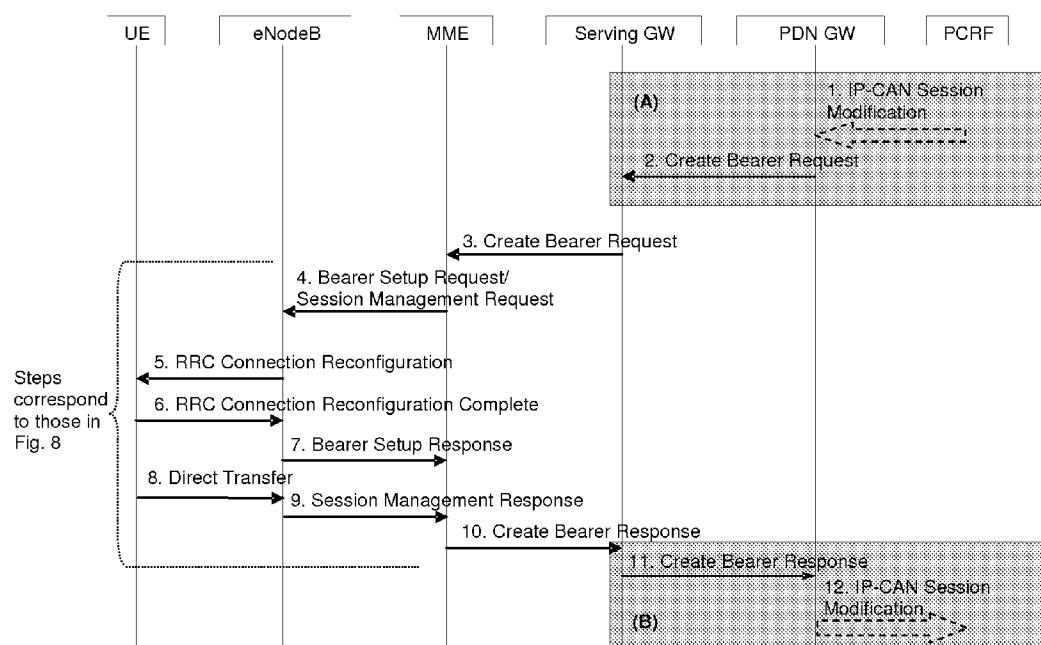 UE
eNodeB
MME
Serving GW
PDN GW
PCRF
(A)
1. IP-CAN Session
Modification
2. Create Bearer Request
3. Create Bearer Request
4. Bearer Setup Request/
Session Management Request
5. RRC Connection Reconfiguration
Steps
correspond
to those in
Fig. 8
6. RRC Connection Reconfiguration Complete
7. Bearer Setup Response
8. Direct Transfer
9. Session Management Response
10. Create Bearer Response
11. Create Bearer Response
12. IP-CAN Session
Modification
(B)